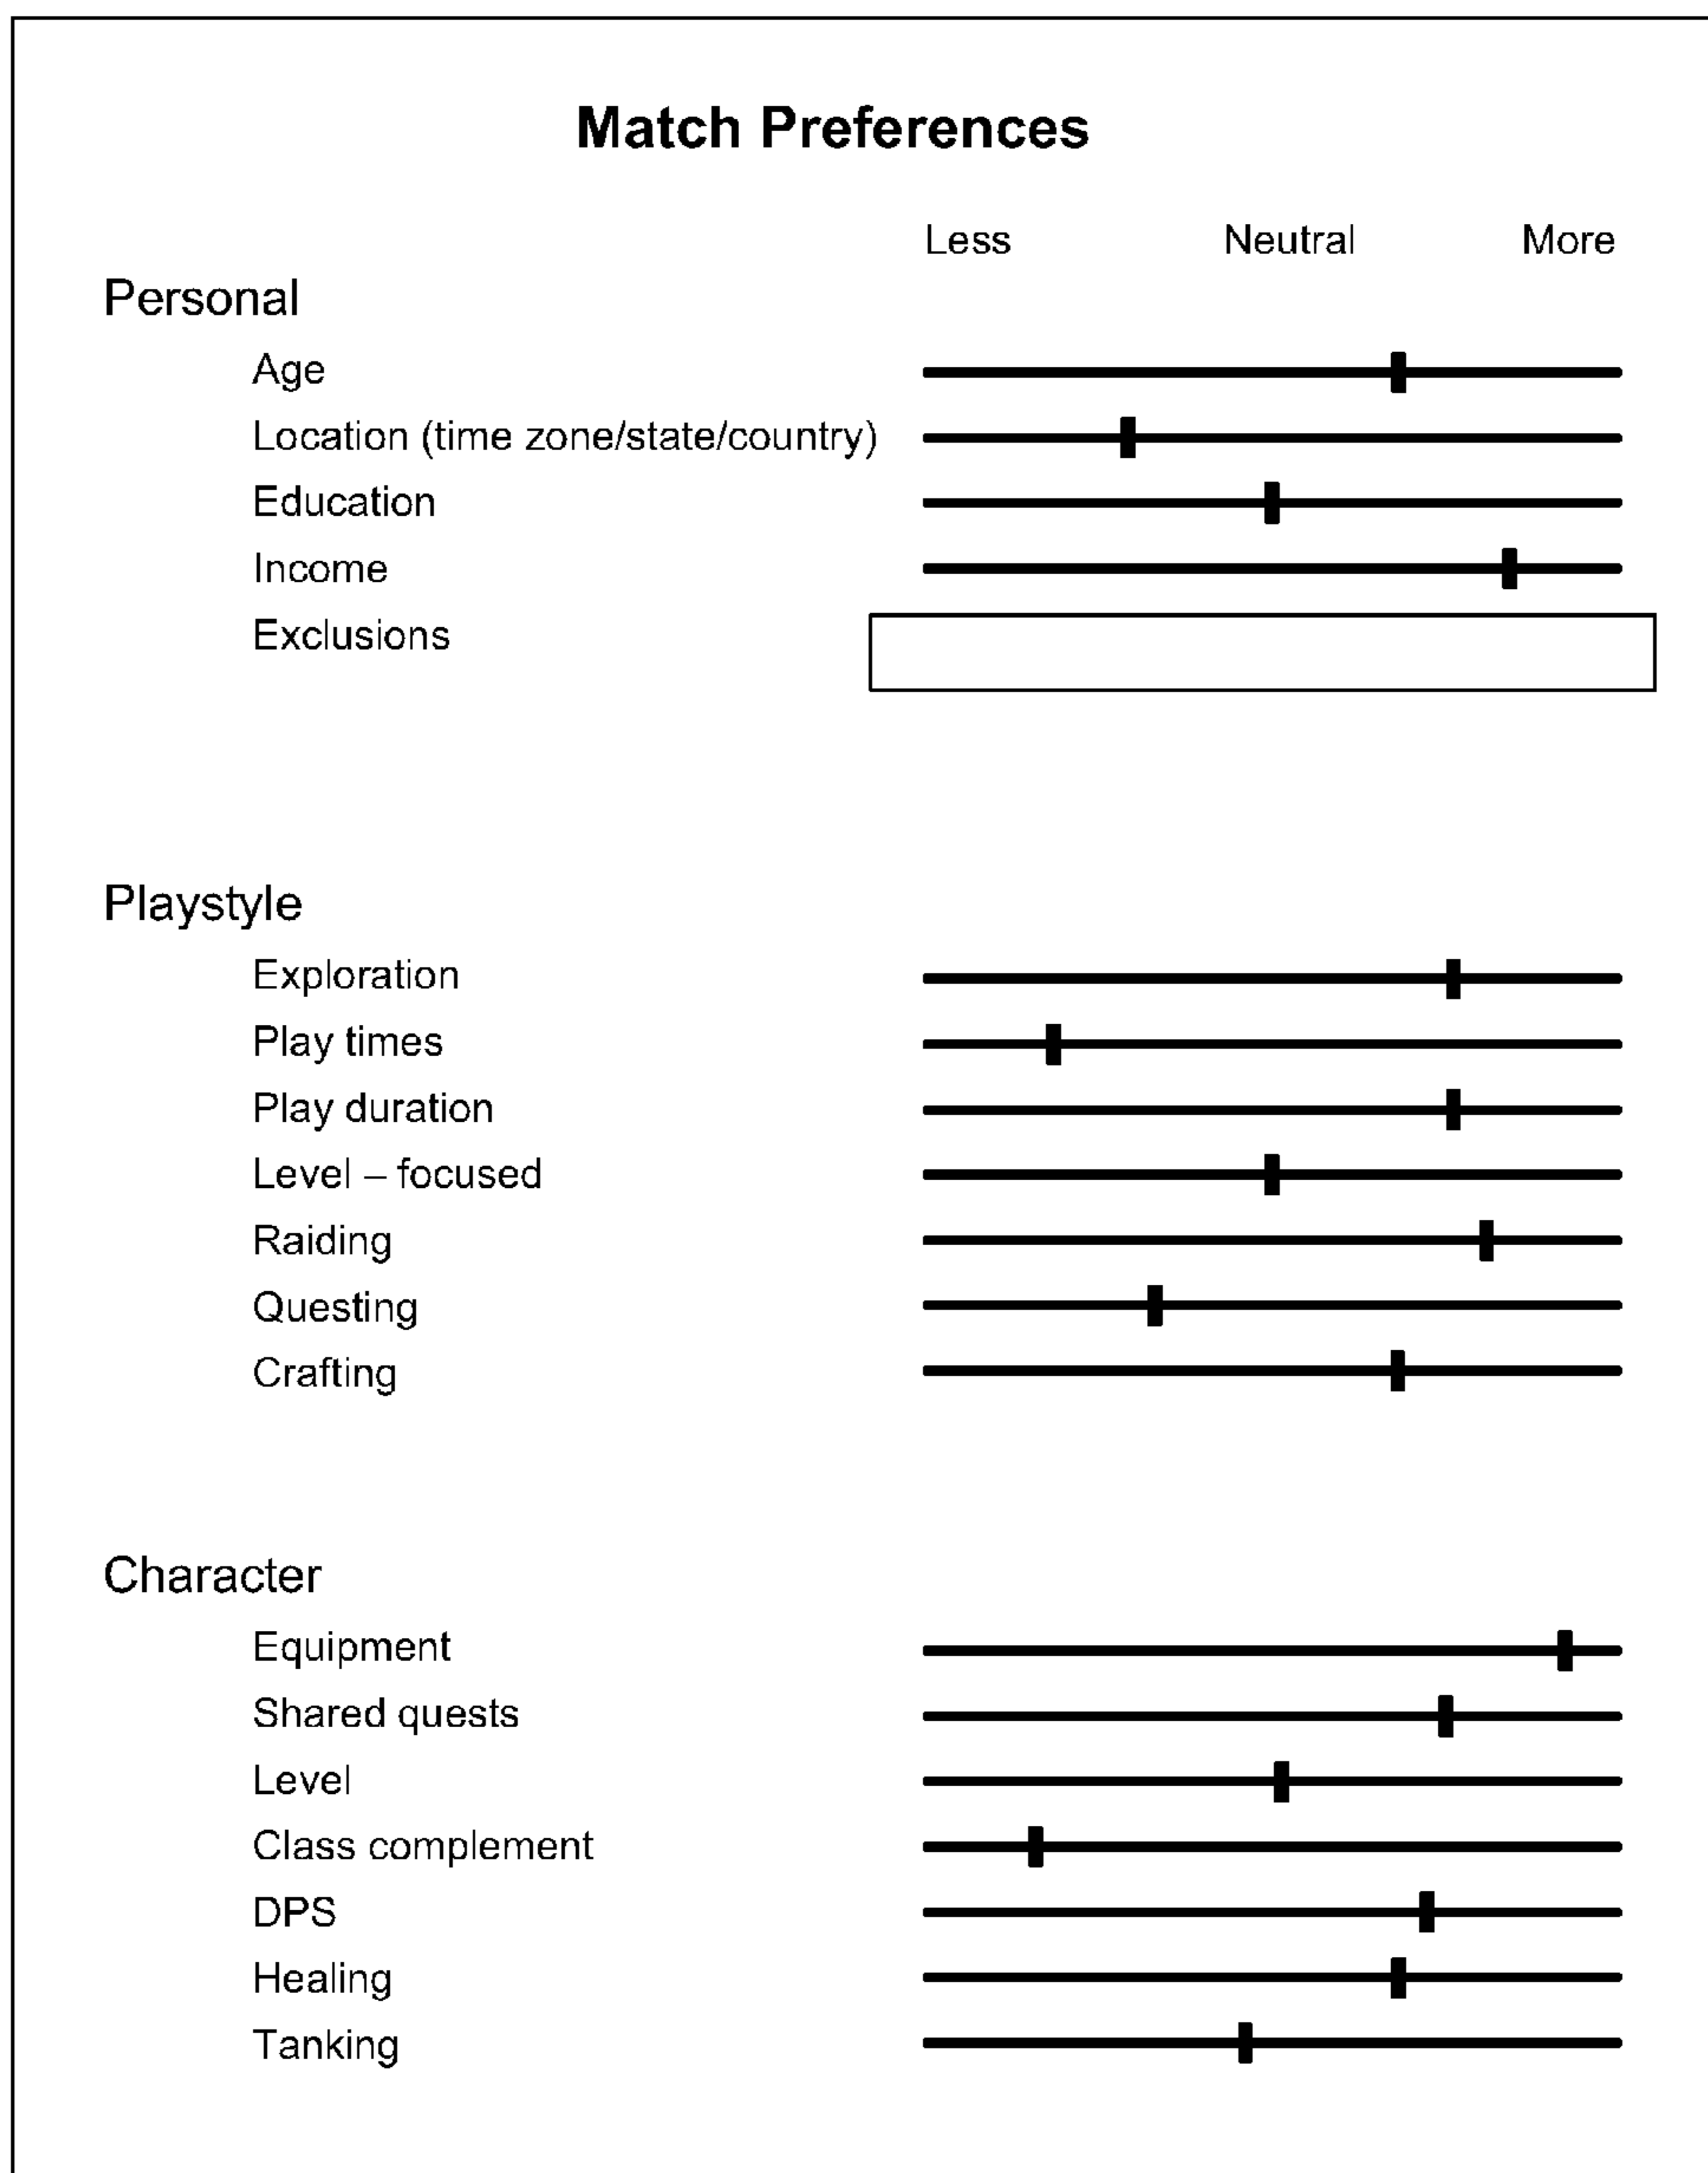 Match Preferences
Less Neutral More
Personal
Age
Location (time zone/state/country)
Education
Income
Exclusions
Playstyle
Exploration
Play times
Play duration
Level – focused
Raiding
Questing
Crafting
Character
Equipment
Shared quests
Level
Class complement
DPS
Healing
Tanking